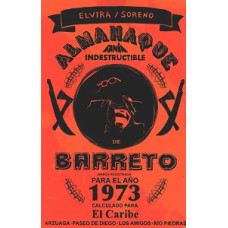 ELVIRA / SORENO
ALMANAQUE
INDESTRUCTIBLE
DE
BARRETO
PARA EL AÑO
1973
CALCULADO PARA
El Caribe
ARZUAGA·PASEO DE DIEGO·LOS AMIGOS·RIO PIEDRAS